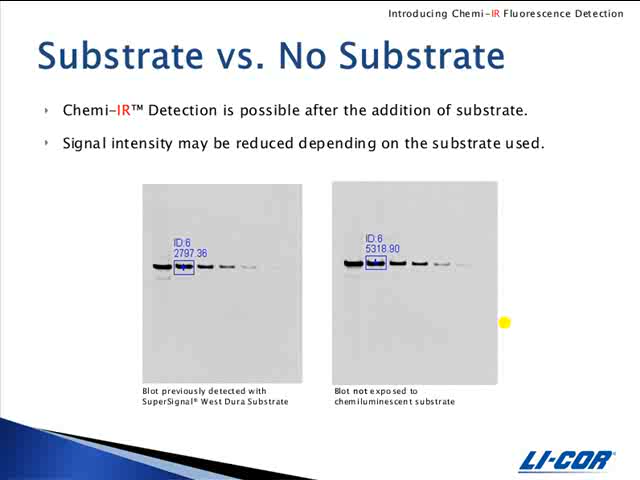 Introducing Chemi-IR Fluorescence Detection
Substrate vs. No Substrate
Chemi-IR™ Detection is possible after the addition of substrate.
Signal intensity may be reduced depending on the substrate used.
ID:6
2797.36
ID:6
5318.90
Blot previously detected with
SuperSignal® West Dura Substrate
Blot not exposed to
chemiluminescent substrate
LI-COR®